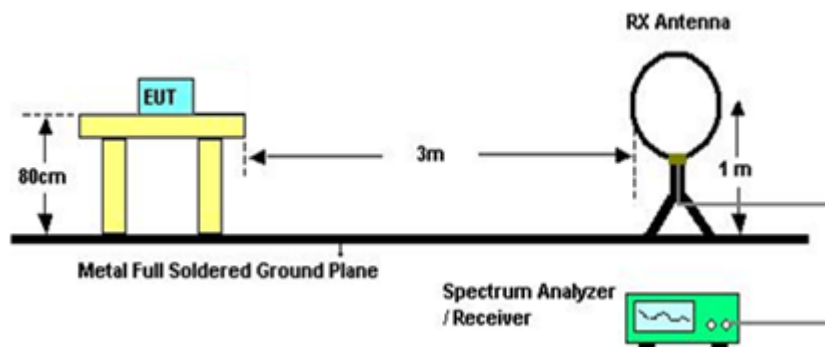 RX Antenna
EUT
80cm
3m
1 m
Metal Full Soldered Ground Plane
Spectrum Analyzer
/ Receiver